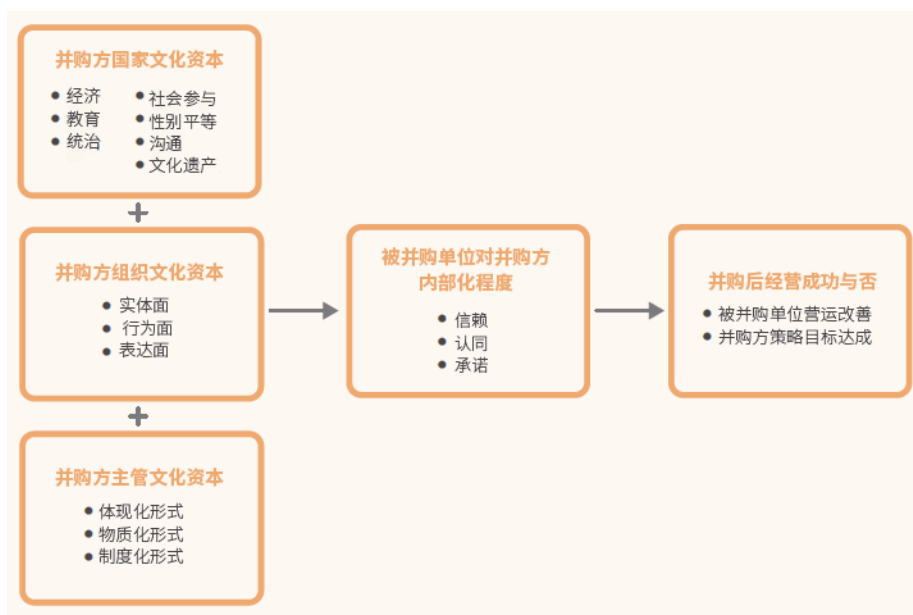 并购方国家文化资本
● 经济
● 教育
● 统治
● 社会参与
● 性别平等
● 沟通
● 文化遗产
+
并购方组织文化资本
● 实体面
● 行为面
● 表达面
+
并购方主管文化资本
● 体现化形式
● 物质化形式
● 制度化形式
被并购单位对并购方
内部化程度
● 信赖
● 认同
● 承诺
并购后经营成功与否
● 被并购单位营运改善
● 并购方策略目标达成